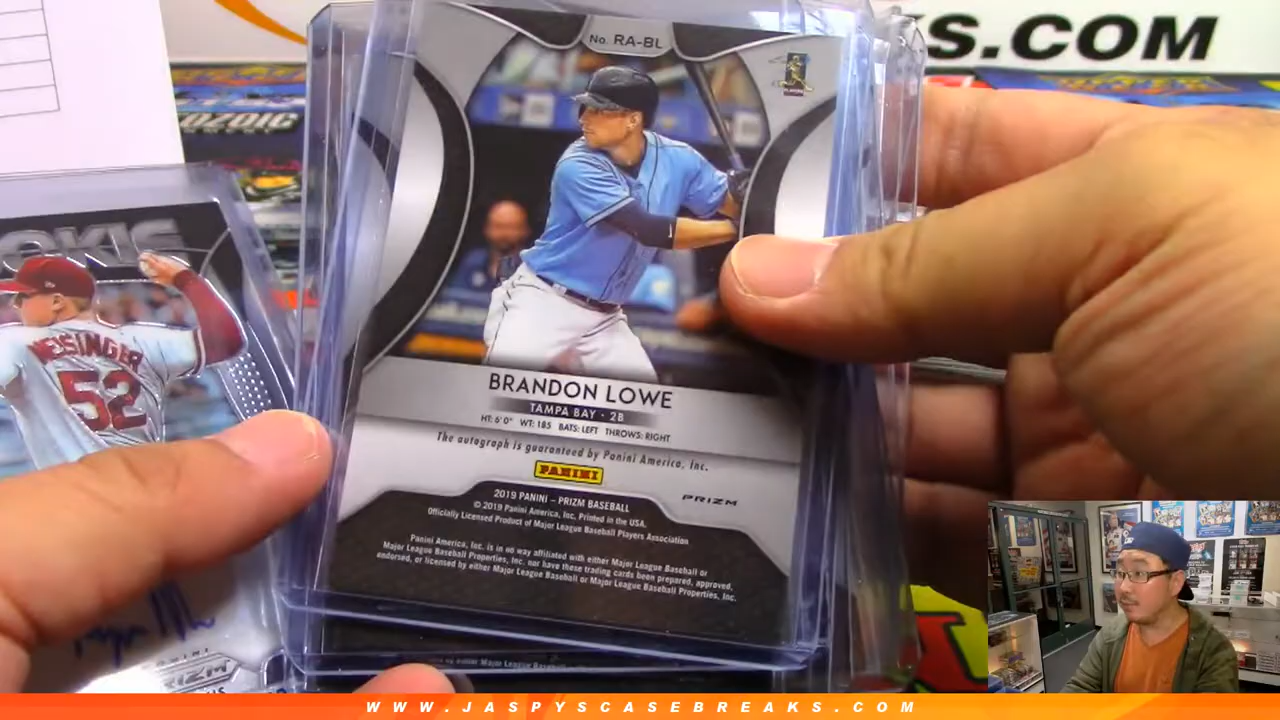 S.COM
No. RA-BL
OZOIC
OKIE
MEISINGER
52
BRANDON LOWE
TAMPA BAY - 2B
HT: 6'0" WT: 185 BATS: LEFT THROWS: RIGHT
The autograph is guaranteed by Panini America, Inc.
PANINI
PRIZM
2019 PANINI – PRIZM BASEBALL
© 2019 Panini America, Inc. Printed in the USA.
Officially Licensed Product of Major League Baseball Players Association
Panini America, Inc. is in no way affiliated with either Major League Baseball or
Major League Baseball Properties, Inc. nor have these trading cards been prepared, approved,
endorsed, or licensed by either Major League Baseball or Major League Baseball Properties, Inc.
WWW.JASPYSCASEBREAKS.COM